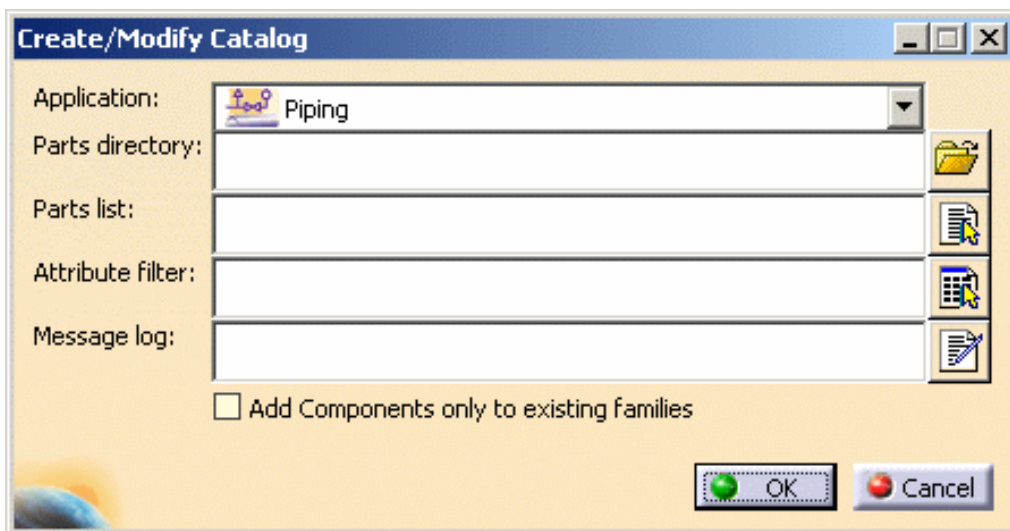 Create/Modify Catalog
Application:
Piping
Parts directory:
Parts list:
Attribute filter:
Message log:
Add Components only to existing families
OK
Cancel